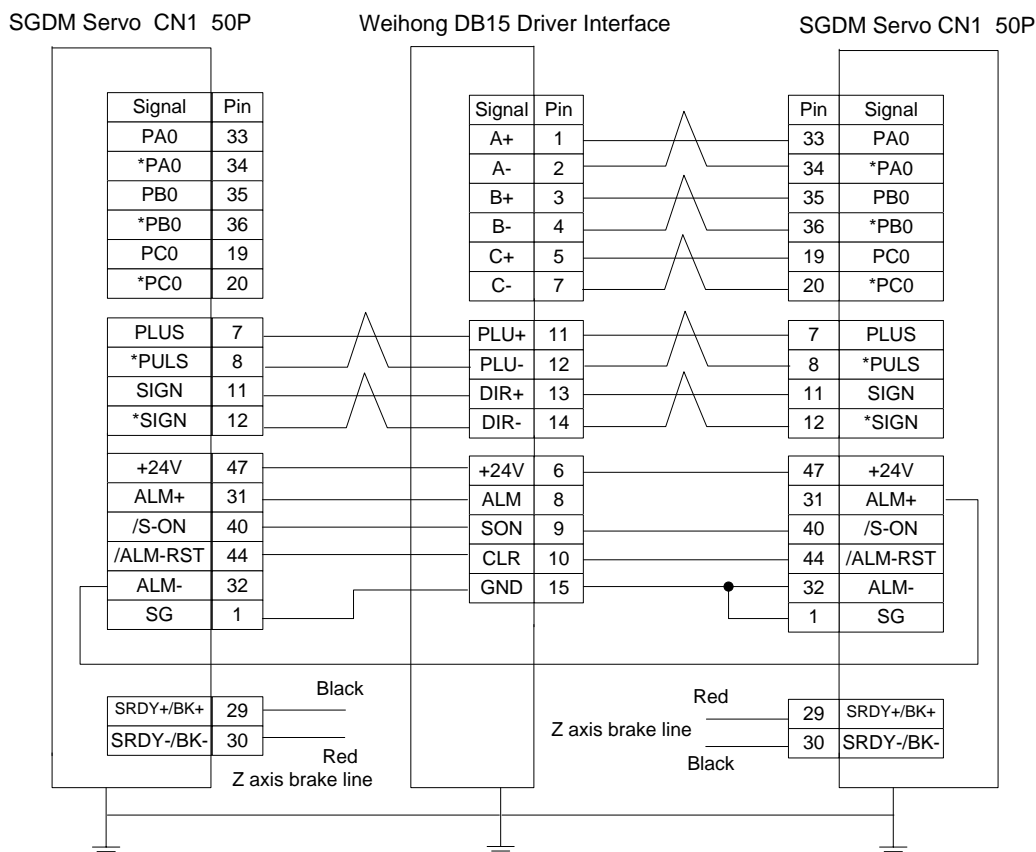 SGDM Servo CN1 50P
Weihong DB15 Driver Interface
SGDM Servo CN1 50P
Signal Pin
PA0 33
*PA0 34
PB0 35
*PB0 36
PC0 19
*PC0 20
PLUS 7
*PULS 8
SIGN 11
*SIGN 12
+24V 47
ALM+ 31
/S-ON 40
/ALM-RST 44
ALM- 32
SG 1
SRDY+/BK+ 29
SRDY-/BK- 30
Black
Red
Z axis brake line
Signal Pin
A+ 1
A- 2
B+ 3
B- 4
C+ 5
C- 7
PLU+ 11
PLU- 12
DIR+ 13
DIR- 14
+24V 6
ALM 8
SON 9
CLR 10
GND 15
Pin Signal
33 PA0
34 *PA0
35 PB0
36 *PB0
19 PC0
20 *PC0
7 PLUS
8 *PULS
11 SIGN
12 *SIGN
47 +24V
31 ALM+
40 /S-ON
44 /ALM-RST
32 ALM-
1 SG
Red
Z axis brake line
Black
29 SRDY+/BK+
30 SRDY-/BK-